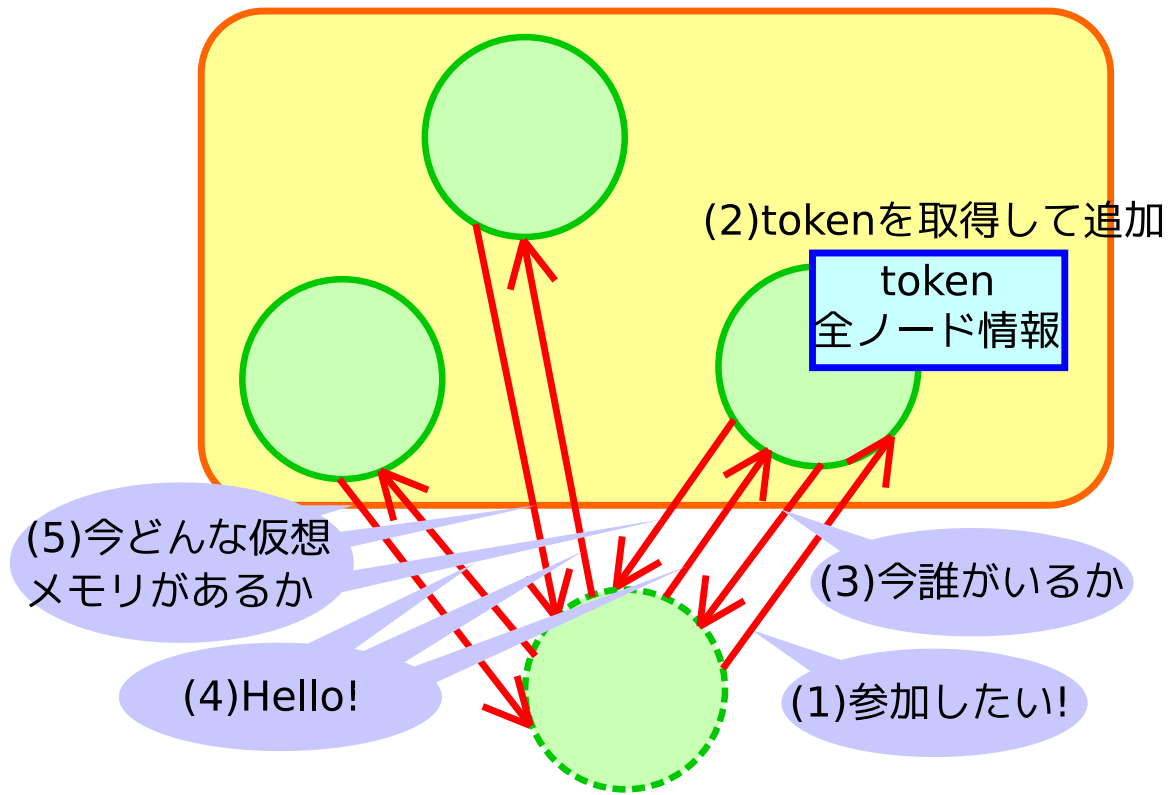 (2)tokenを取得して追加
token
全ノード情報
(5)今どんな仮想
メモリがあるか
(3)今誰がいるか
(4)Hello!
(1)参加したい!